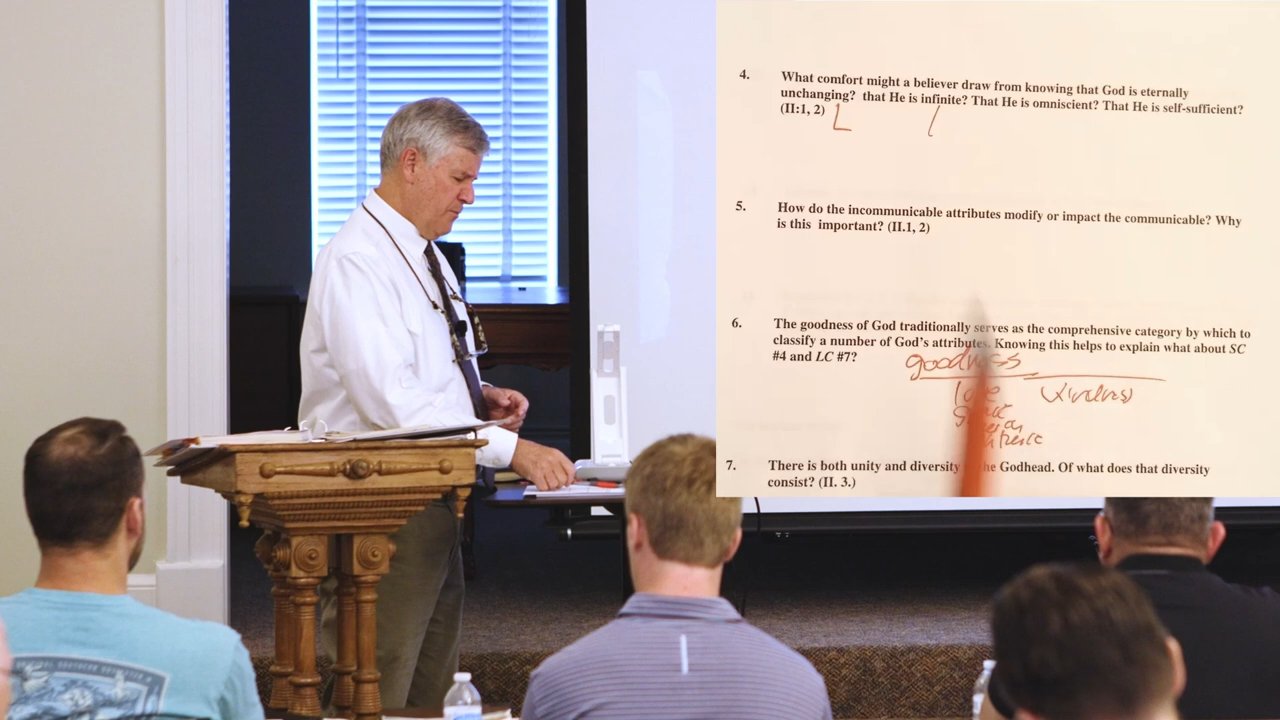 4. What comfort might a believer draw from knowing that God is eternally
unchanging? that He is infinite? That He is omniscient? That He is self-sufficient?
(II:1, 2)
5. How do the incommunicable attributes modify or impact the communicable? Why
is this important? (II.1, 2)
6. The goodness of God traditionally serves as the comprehensive category by which to
classify a number of God's attributes. Knowing this helps to explain what about SC
#4 and LC #7?
goodness
7. There is both unity and diversity he Godhead. Of what does that diversity
consist? (II. 3.)